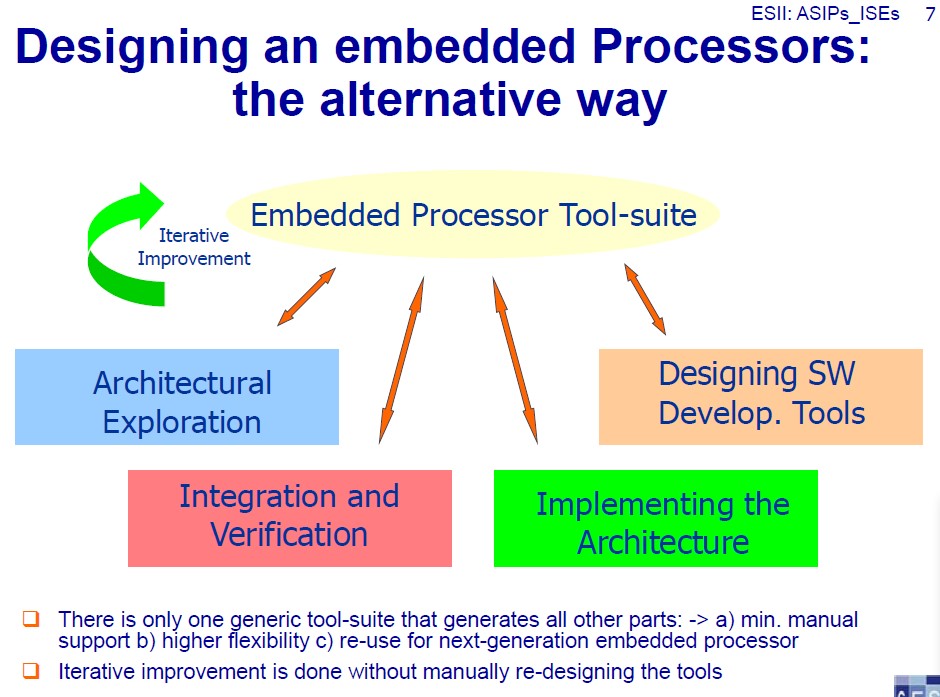 ESII: ASIPs_ISEs 7
Designing an embedded Processors:
the alternative way
Embedded Processor Tool-suite
Iterative
Improvement
Architectural
Exploration
Designing SW
Develop. Tools
Integration and
Verification
Implementing the
Architecture
There is only one generic tool-suite that generates all other parts: -> a) min. manual
support b) higher flexibility c) re-use for next-generation embedded processor
Iterative improvement is done without manually re-designing the tools